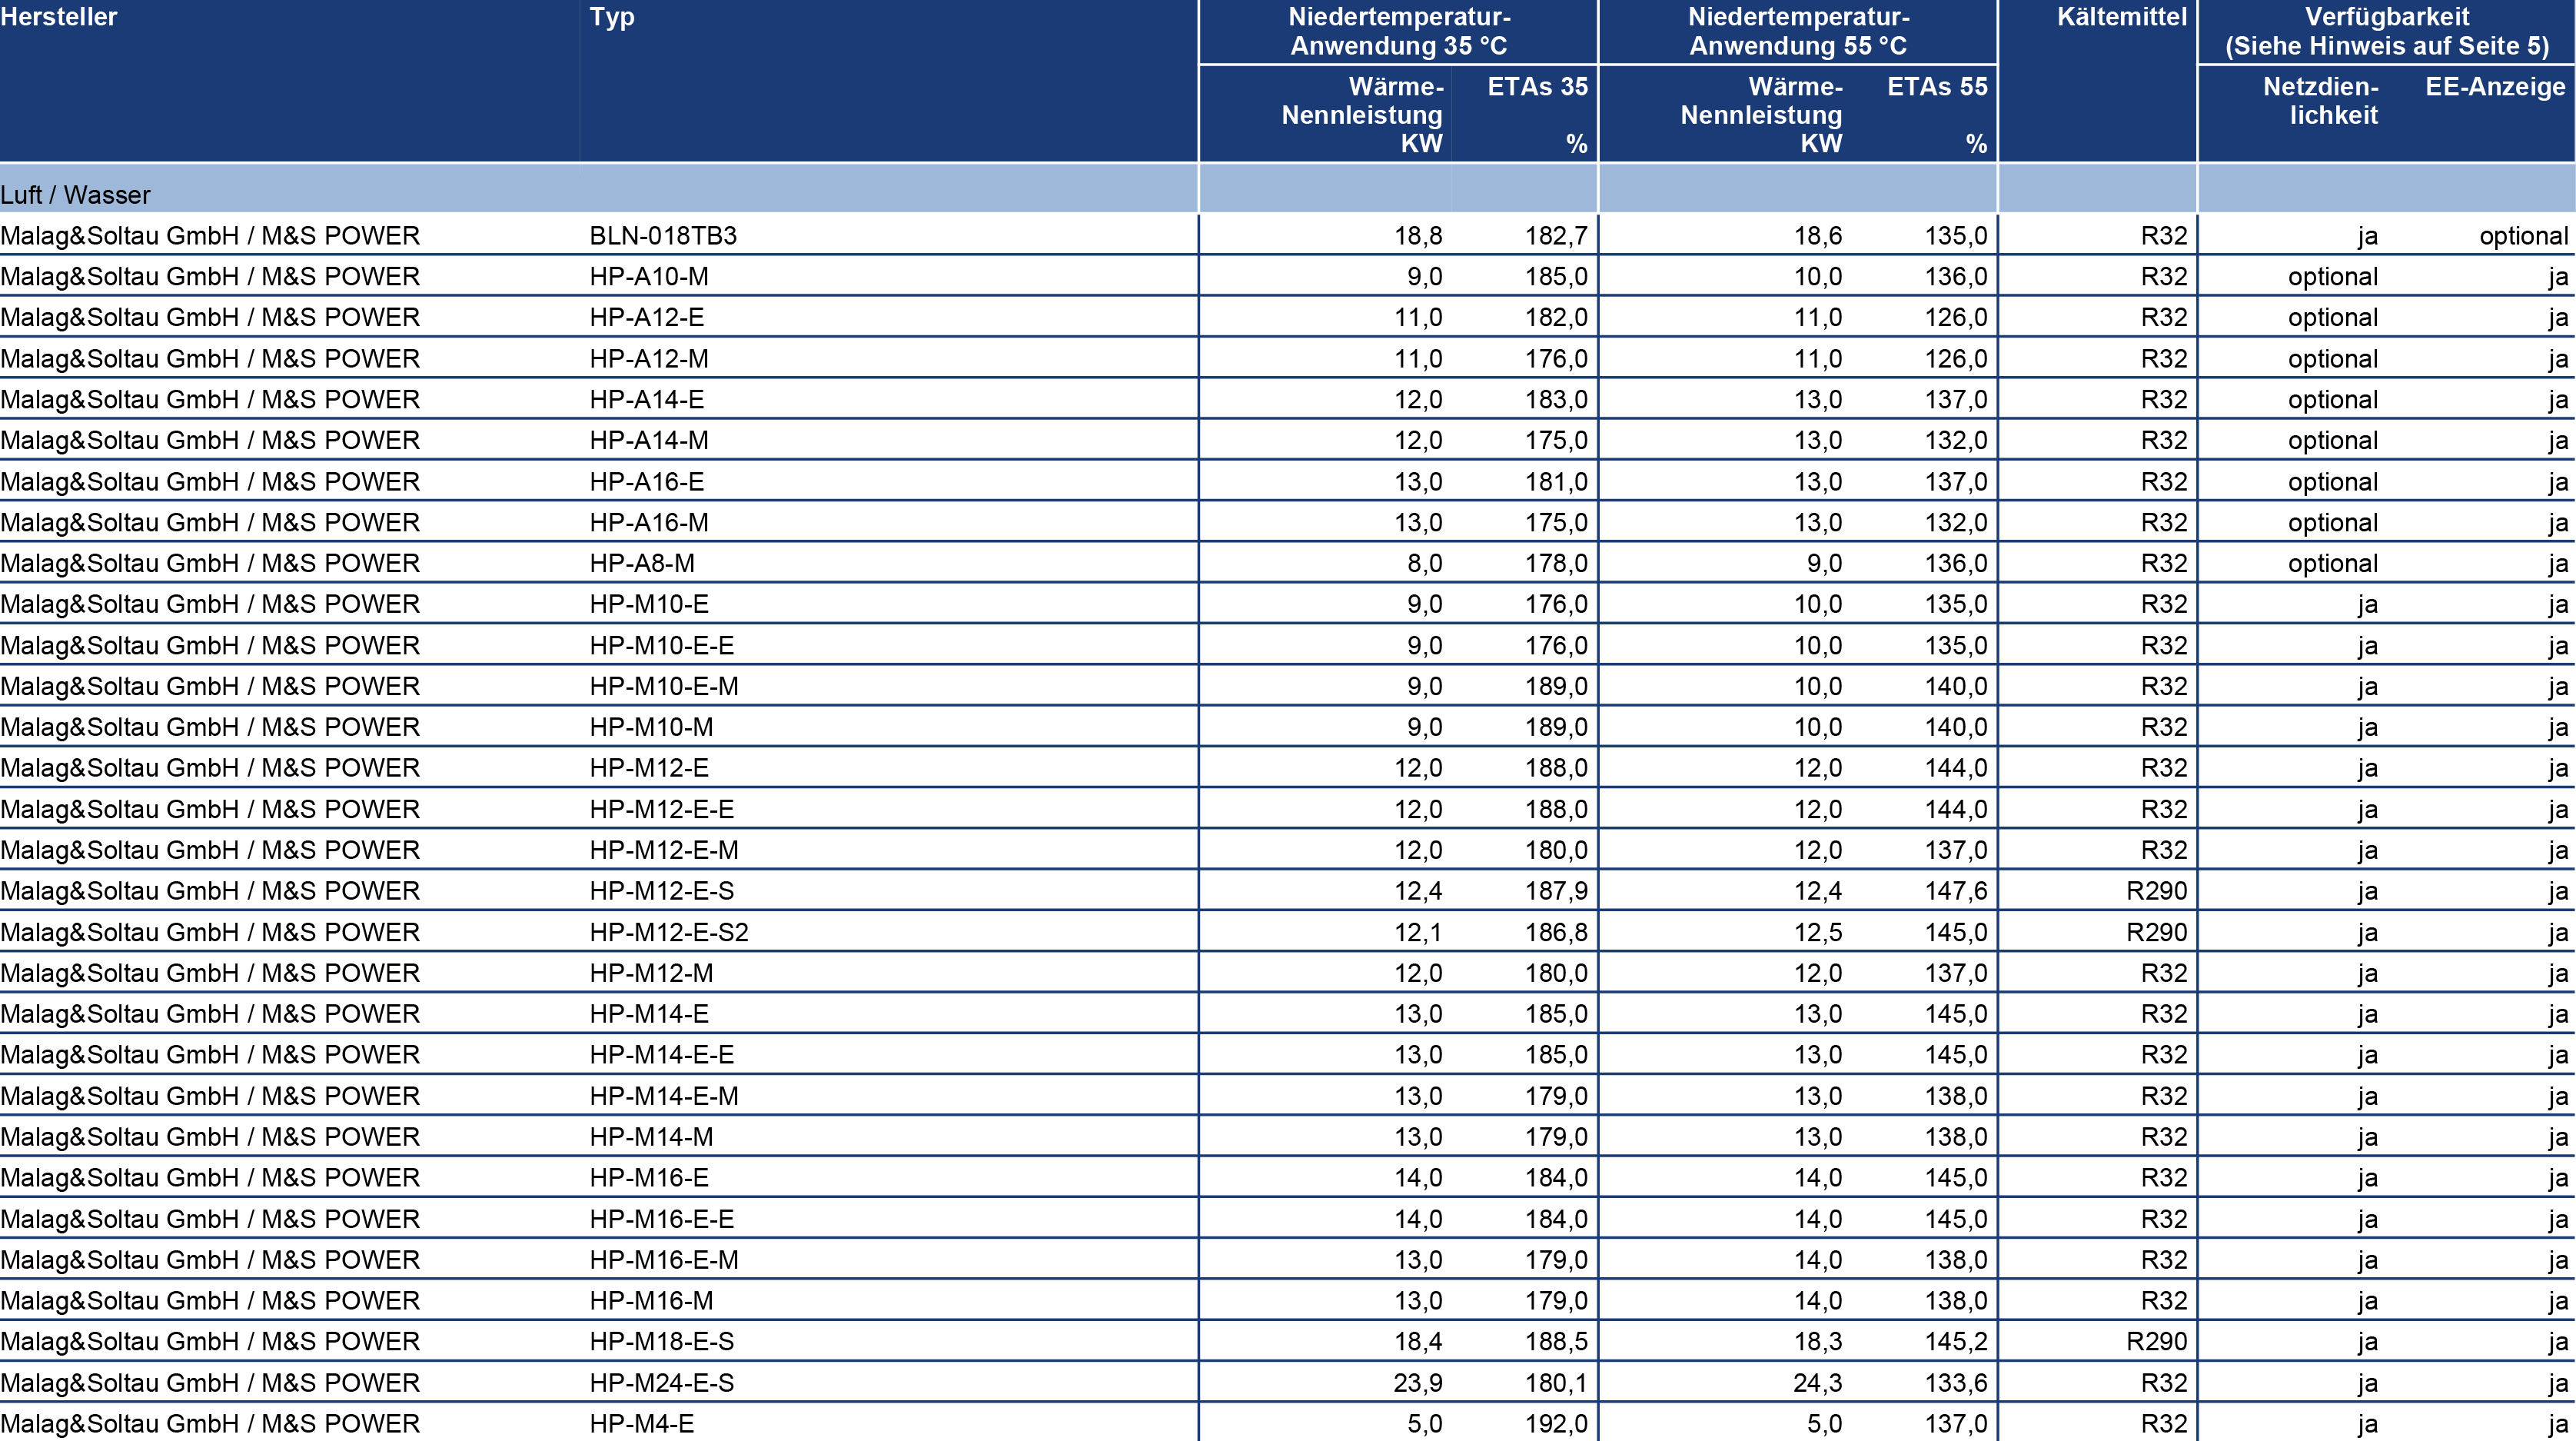 Hersteller Typ Niedertemperatur- Niedertemperatur- Kältemittel Verfügbarkeit
Anwendung 35 °C Anwendung 55 °C (Siehe Hinweis auf Seite 5)
Wärme- ETAs 35 Wärme- ETAs 55 Netzdien- EE-Anzeige
Nennleistung Nennleistung lichkeit
KW % KW %
Luft / Wasser
Malag&Soltau GmbH / M&S POWER BLN-018TB3 18,8 182,7 18,6 135,0 R32 ja optional
Malag&Soltau GmbH / M&S POWER HP-A10-M 9,0 185,0 10,0 136,0 R32 optional ja
Malag&Soltau GmbH / M&S POWER HP-A12-E 11,0 182,0 11,0 126,0 R32 optional ja
Malag&Soltau GmbH / M&S POWER HP-A12-M 11,0 176,0 11,0 126,0 R32 optional ja
Malag&Soltau GmbH / M&S POWER HP-A14-E 12,0 183,0 13,0 137,0 R32 optional ja
Malag&Soltau GmbH / M&S POWER HP-A14-M 12,0 175,0 13,0 132,0 R32 optional ja
Malag&Soltau GmbH / M&S POWER HP-A16-E 13,0 181,0 13,0 137,0 R32 optional ja
Malag&Soltau GmbH / M&S POWER HP-A16-M 13,0 175,0 13,0 132,0 R32 optional ja
Malag&Soltau GmbH / M&S POWER HP-A8-M 8,0 178,0 9,0 136,0 R32 optional ja
Malag&Soltau GmbH / M&S POWER HP-M10-E 9,0 176,0 10,0 135,0 R32 ja ja
Malag&Soltau GmbH / M&S POWER HP-M10-E-E 9,0 176,0 10,0 135,0 R32 ja ja
Malag&Soltau GmbH / M&S POWER HP-M10-E-M 9,0 189,0 10,0 140,0 R32 ja ja
Malag&Soltau GmbH / M&S POWER HP-M10-M 9,0 189,0 10,0 140,0 R32 ja ja
Malag&Soltau GmbH / M&S POWER HP-M12-E 12,0 188,0 12,0 144,0 R32 ja ja
Malag&Soltau GmbH / M&S POWER HP-M12-E-E 12,0 188,0 12,0 144,0 R32 ja ja
Malag&Soltau GmbH / M&S POWER HP-M12-E-M 12,0 180,0 12,0 137,0 R32 ja ja
Malag&Soltau GmbH / M&S POWER HP-M12-E-S 12,4 187,9 12,4 147,6 R290 ja ja
Malag&Soltau GmbH / M&S POWER HP-M12-E-S2 12,1 186,8 12,5 145,0 R290 ja ja
Malag&Soltau GmbH / M&S POWER HP-M12-M 12,0 180,0 12,0 137,0 R32 ja ja
Malag&Soltau GmbH / M&S POWER HP-M14-E 13,0 185,0 13,0 145,0 R32 ja ja
Malag&Soltau GmbH / M&S POWER HP-M14-E-E 13,0 185,0 13,0 145,0 R32 ja ja
Malag&Soltau GmbH / M&S POWER HP-M14-E-M 13,0 179,0 13,0 138,0 R32 ja ja
Malag&Soltau GmbH / M&S POWER HP-M14-M 13,0 179,0 13,0 138,0 R32 ja ja
Malag&Soltau GmbH / M&S POWER HP-M16-E 14,0 184,0 14,0 145,0 R32 ja ja
Malag&Soltau GmbH / M&S POWER HP-M16-E-E 14,0 184,0 14,0 145,0 R32 ja ja
Malag&Soltau GmbH / M&S POWER HP-M16-E-M 13,0 179,0 14,0 138,0 R32 ja ja
Malag&Soltau GmbH / M&S POWER HP-M16-M 13,0 179,0 14,0 138,0 R32 ja ja
Malag&Soltau GmbH / M&S POWER HP-M18-E-S 18,4 188,5 18,3 145,2 R290 ja ja
Malag&Soltau GmbH / M&S POWER HP-M24-E-S 23,9 180,1 24,3 133,6 R32 ja ja
Malag&Soltau GmbH / M&S POWER HP-M4-E 5,0 192,0 5,0 137,0 R32 ja ja